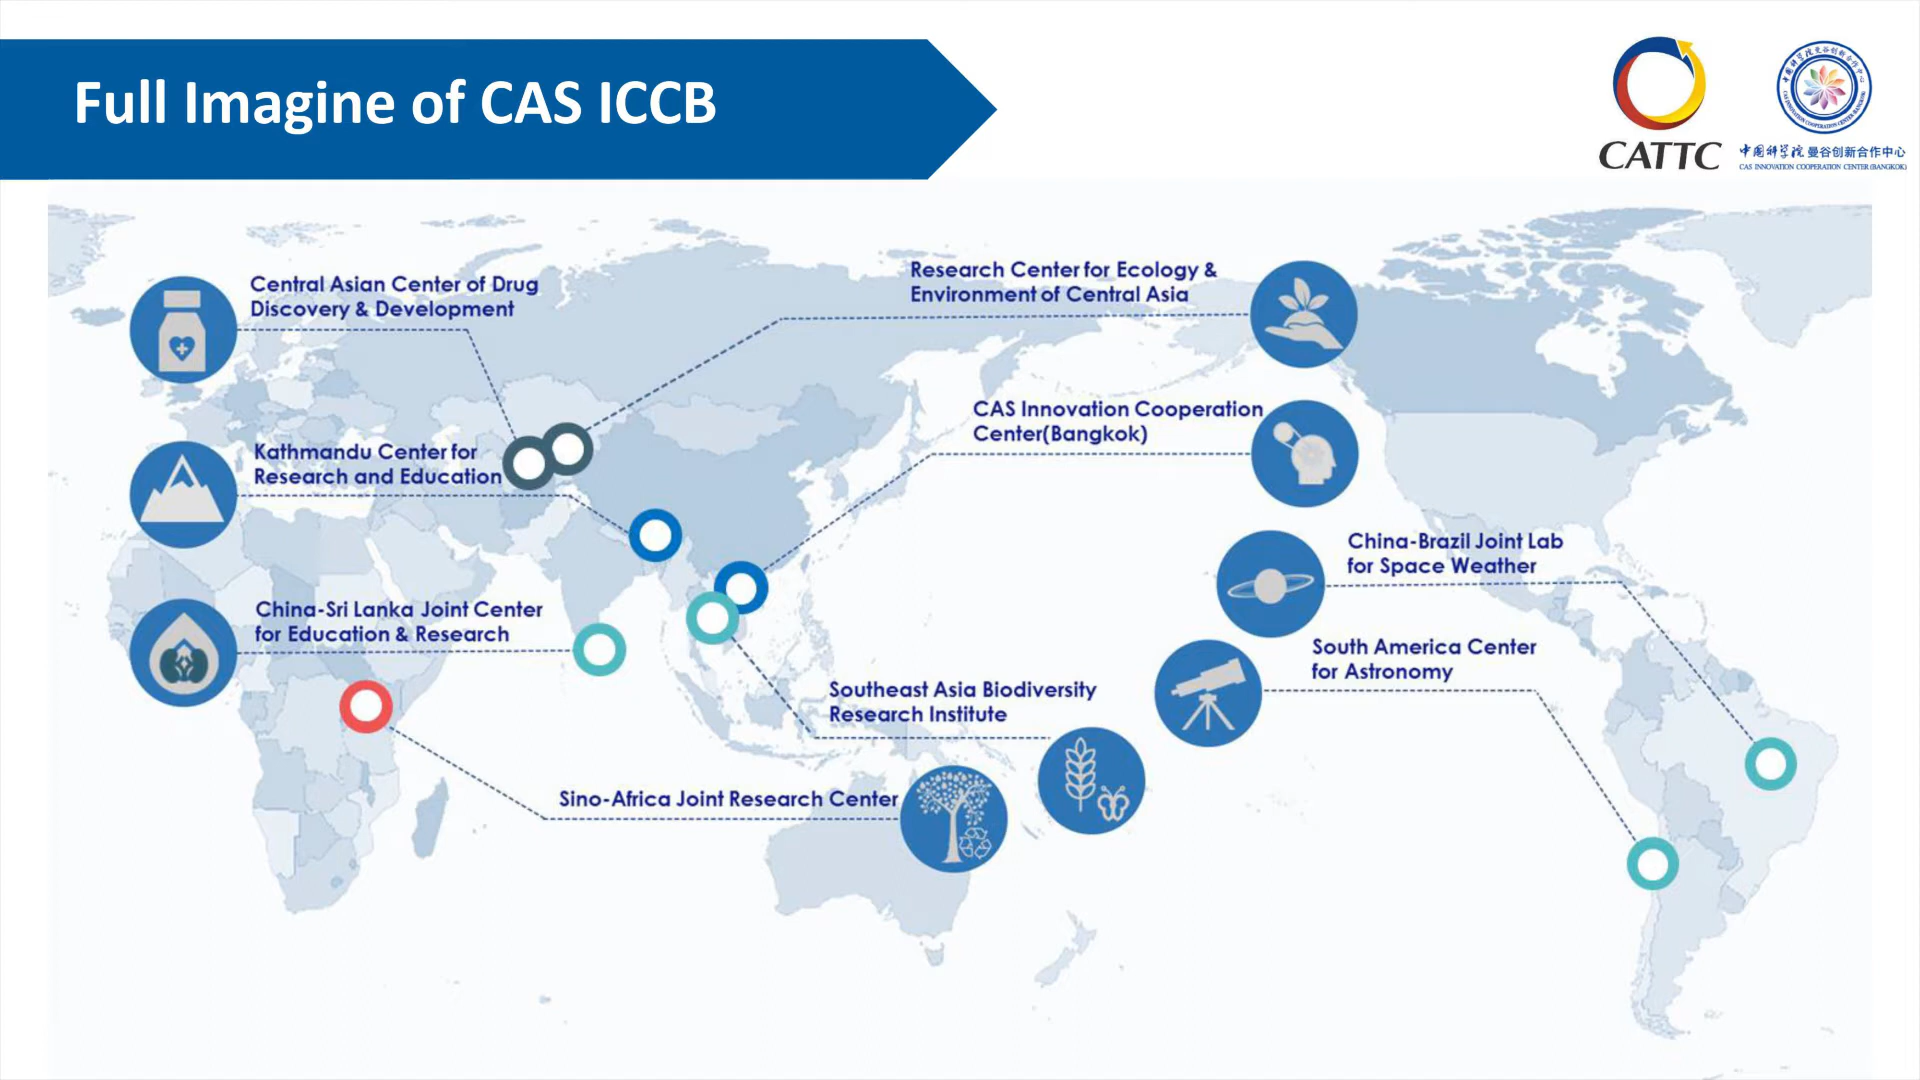 Full Imagine of CAS ICCB
CATTC
中国科学院 曼谷创新合作中心
CAS INNOVATION COOPERATION CENTER (BANGKOK)
Central Asian Center of Drug
Discovery & Development
Research Center for Ecology &
Environment of Central Asia
CAS Innovation Cooperation
Center(Bangkok)
Kathmandu Center for
Research and Education
China-Brazil Joint Lab
for Space Weather
China-Sri Lanka Joint Center
for Education & Research
South America Center
for Astronomy
Southeast Asia Biodiversity
Research Institute
Sino-Africa Joint Research Center